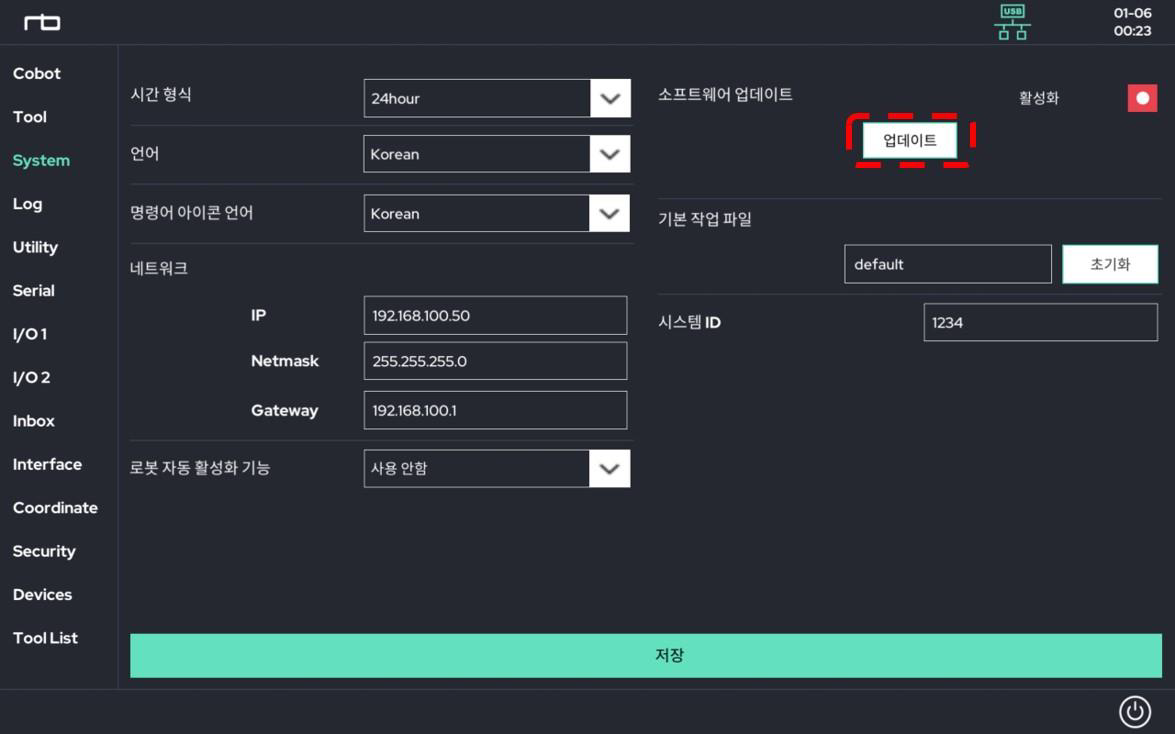 rb
USB
01-06
00:23
Cobot
Tool
System
Log
Utility
Serial
I/O 1
I/O 2
Inbox
Interface
Coordinate
Security
Devices
Tool List
시간 형식
24hour
언어
Korean
명령어 아이콘 언어
Korean
네트워크
IP
192.168.100.50
Netmask
255.255.255.0
Gateway
192.168.100.1
로봇 자동 활성화 기능
사용 안함
소프트웨어 업데이트
활성화
업데이트
기본 작업 파일
default
초기화
시스템 ID
1234
저장